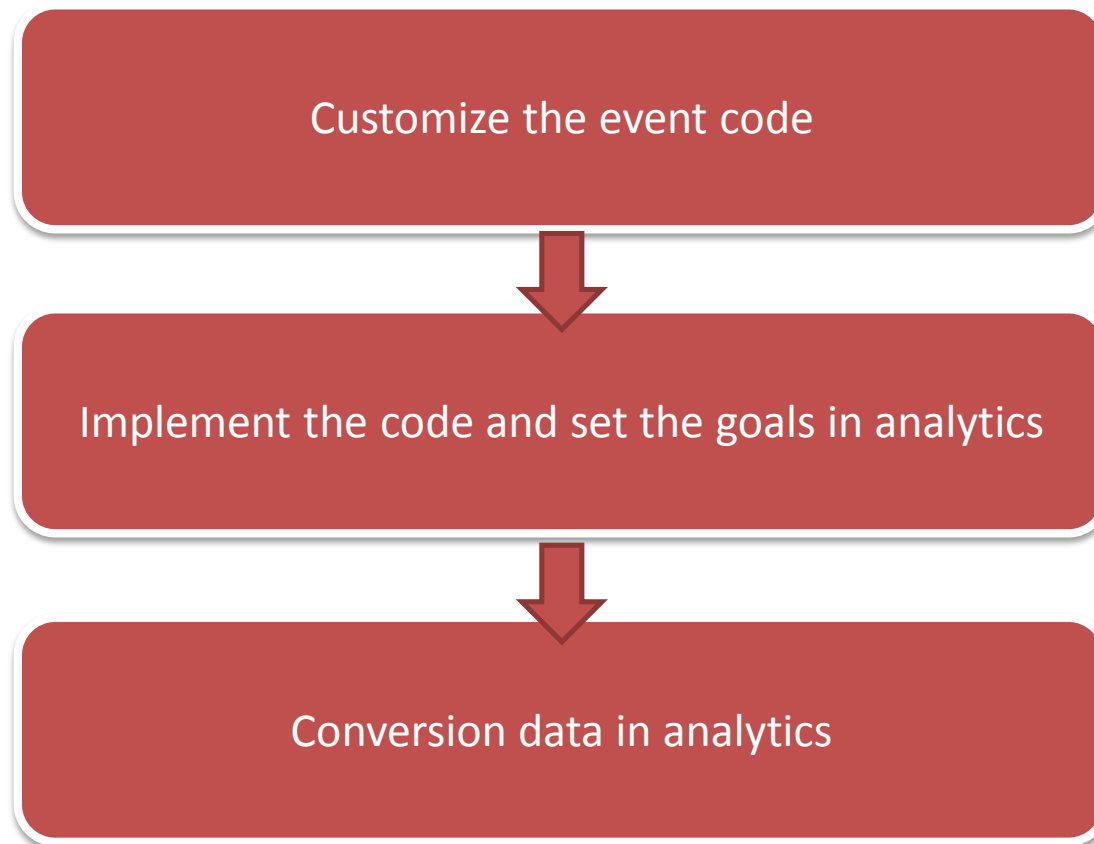 Customize the event code
Implement the code and set the goals in analytics
Conversion data in analytics